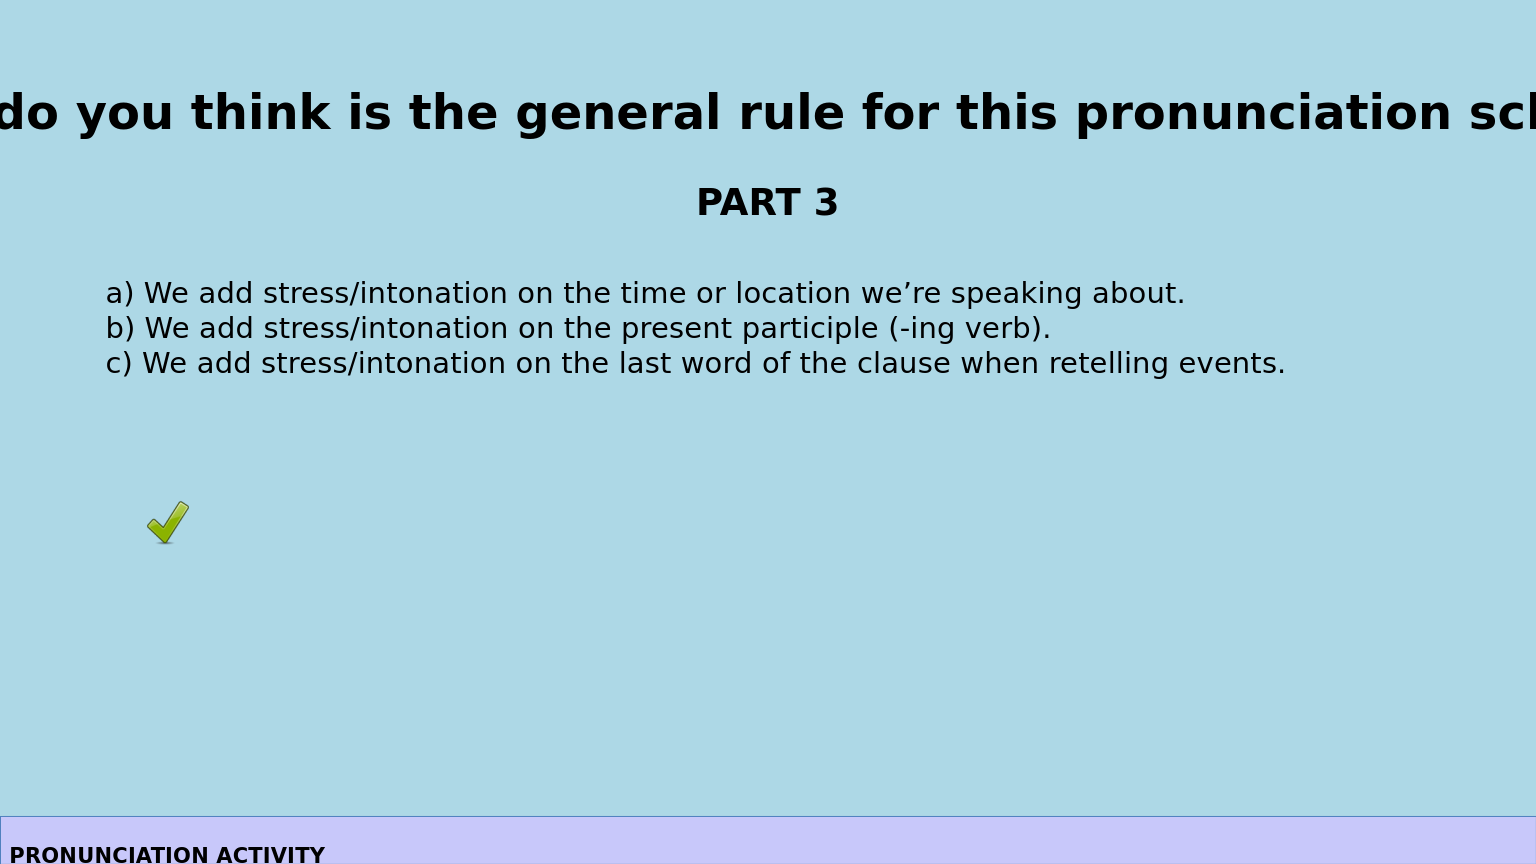 do you think is the general rule for this pronunciation
PART 3
a) We add stress/intonation on the time or location we’re speaking about.
b) We add stress/intonation on the present participle (-ing verb).
c) We add stress/intonation on the last word of the clause when retelling events.
PRONUNCIATION ACTIVITY